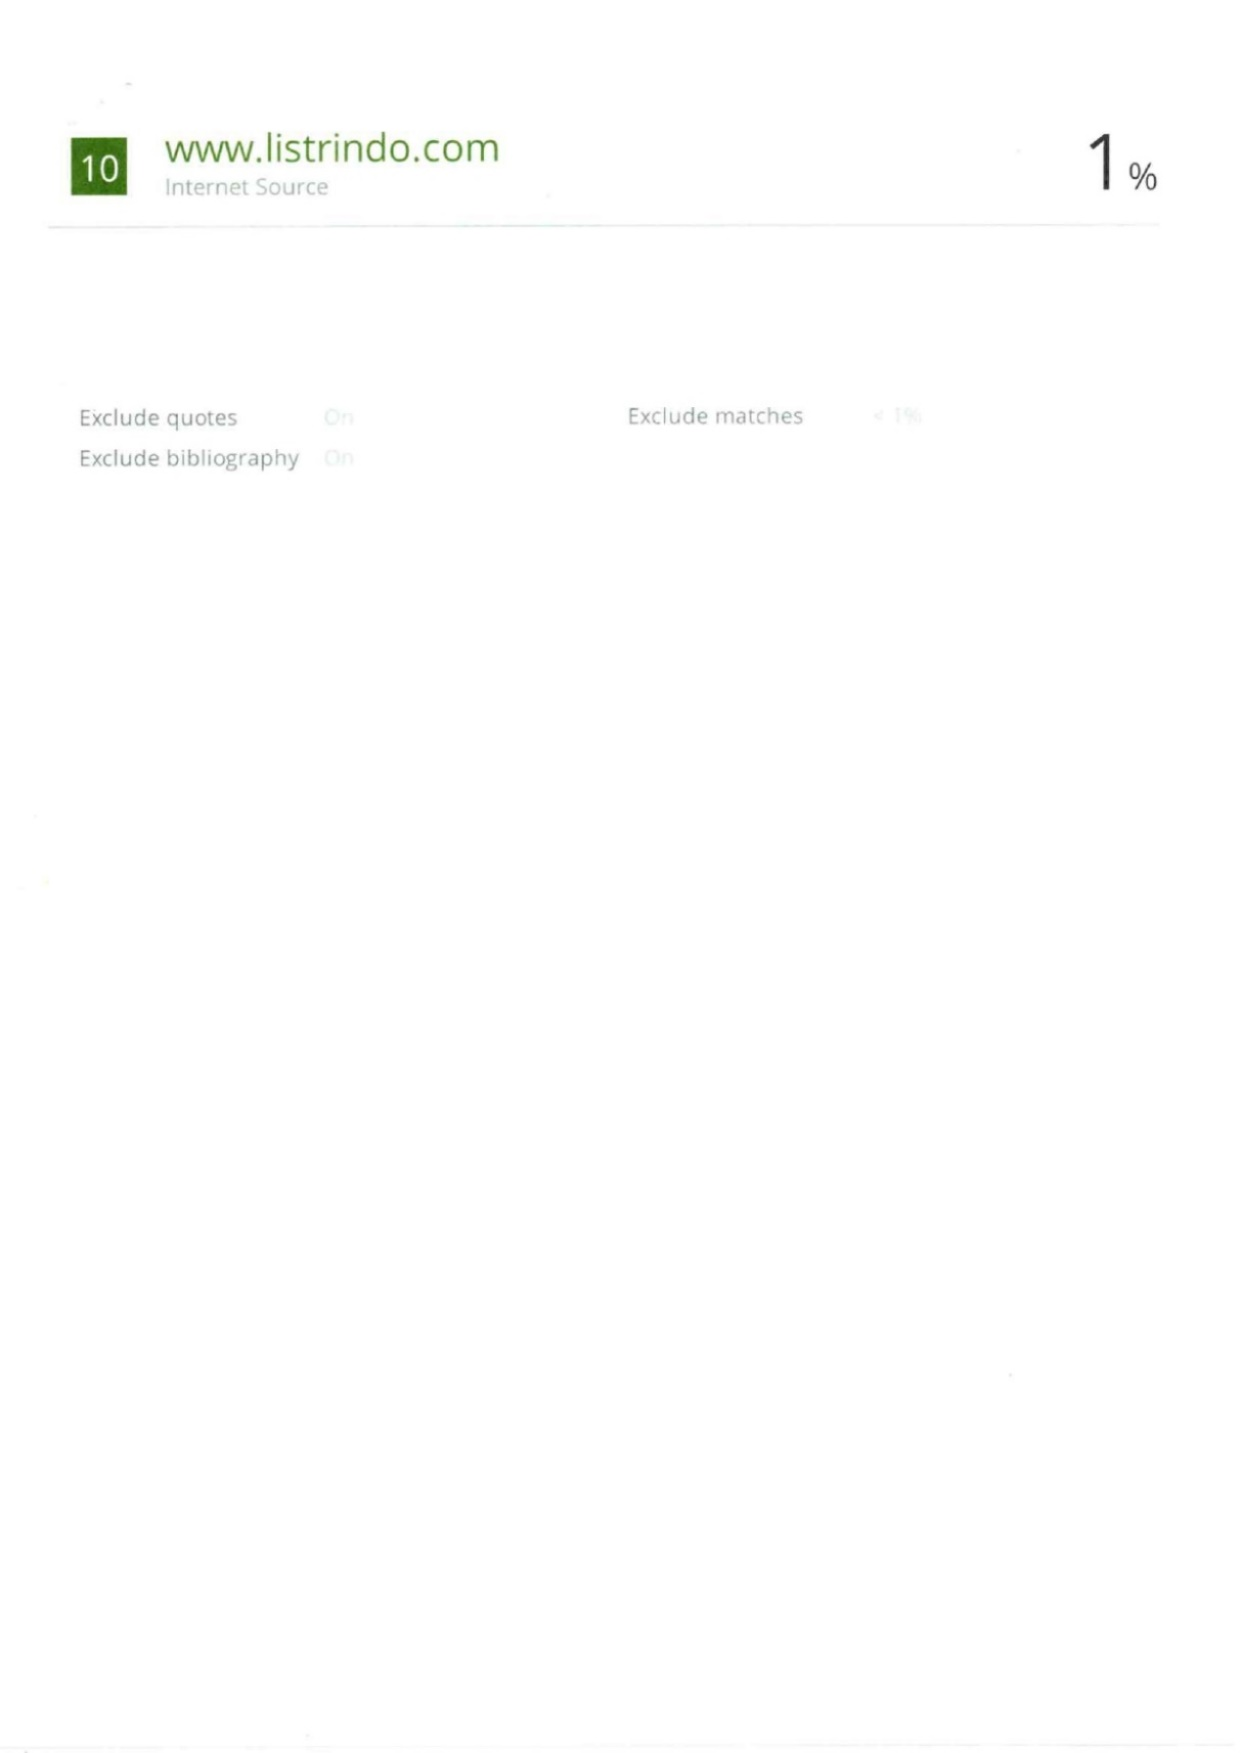 10 www.listrindo.com 1%
Internet Source
Exclude quotes On Exclude matches < 1%
Exclude bibliography On